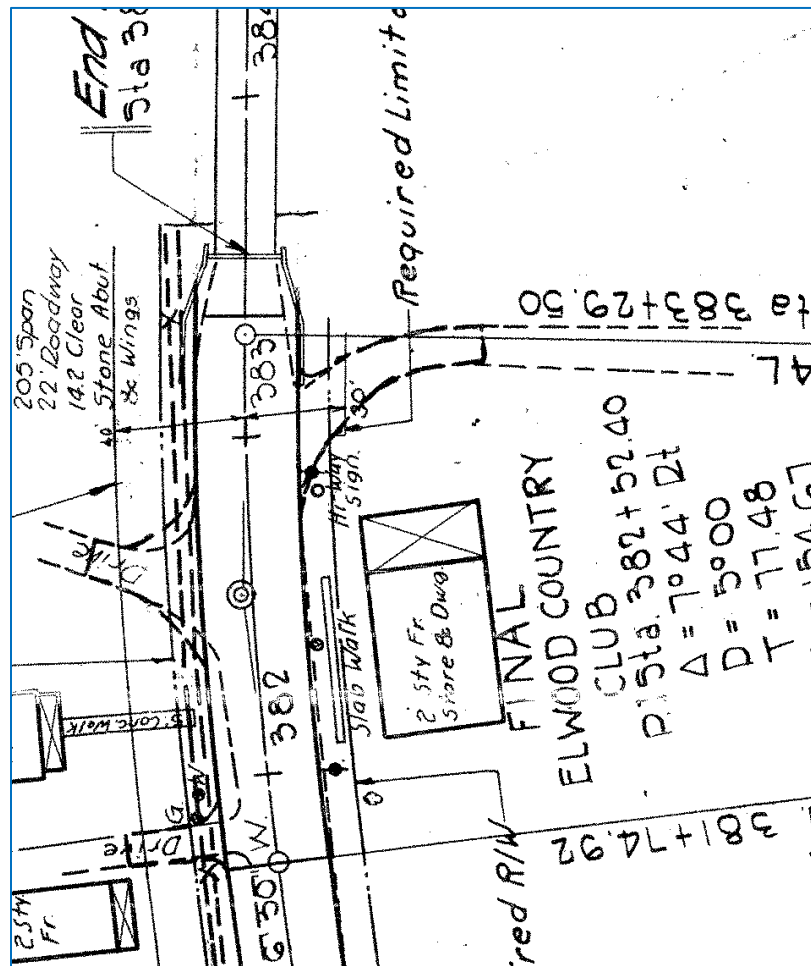 End
Sta 38
384
Required Limit
205' Span
22 Roadway
14.2 Clear
Stone Abut
& Wings
40'
383
30'
Hi-Way
Sign.
ta 383+29.50
Drive
2 Sty Fr.
Store & Dwg.
Slab Walk
382
5' Conc. Walk
FINAL
ELWOOD COUNTRY
CLUB
P.I. Sta. 382+52.40
Δ = 7°44' Rt
D = 5°00
T = 77.48
G
W
Drive
381+74.92
2 Sty
Fr.
ired R/W